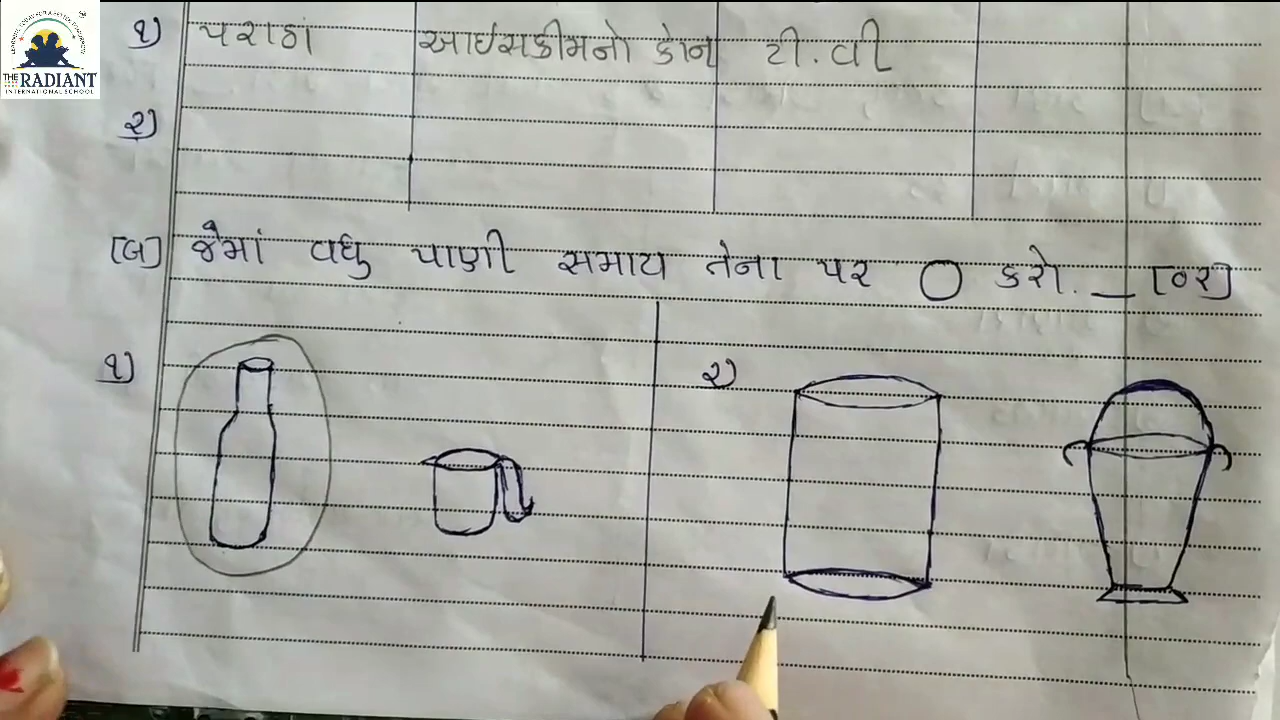 THE RADIANT
INTERNATIONAL SCHOOL
૧) પરાઠાં આઇસક્રીમનો કોન ટી.વી
૨)
[બ] જેમાં વધુ પાણી સમાય તેના પર ◯ કરો. _ [૦૨]
૧) ૨)